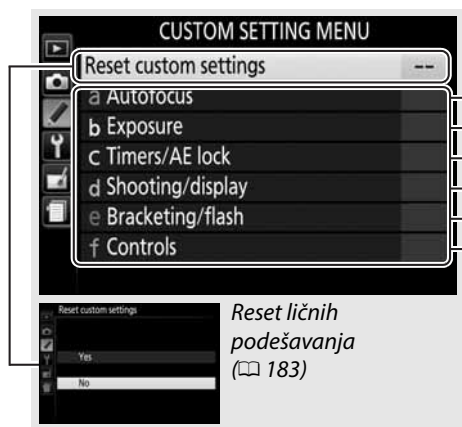 CUSTOM SETTING MENU
Reset custom settings --
a Autofocus
b Exposure
c Timers/AE lock
d Shooting/display
e Bracketing/flash
f Controls
Reset custom settings
Yes
No
Reset ličnih
podešavanja
(📖 183)